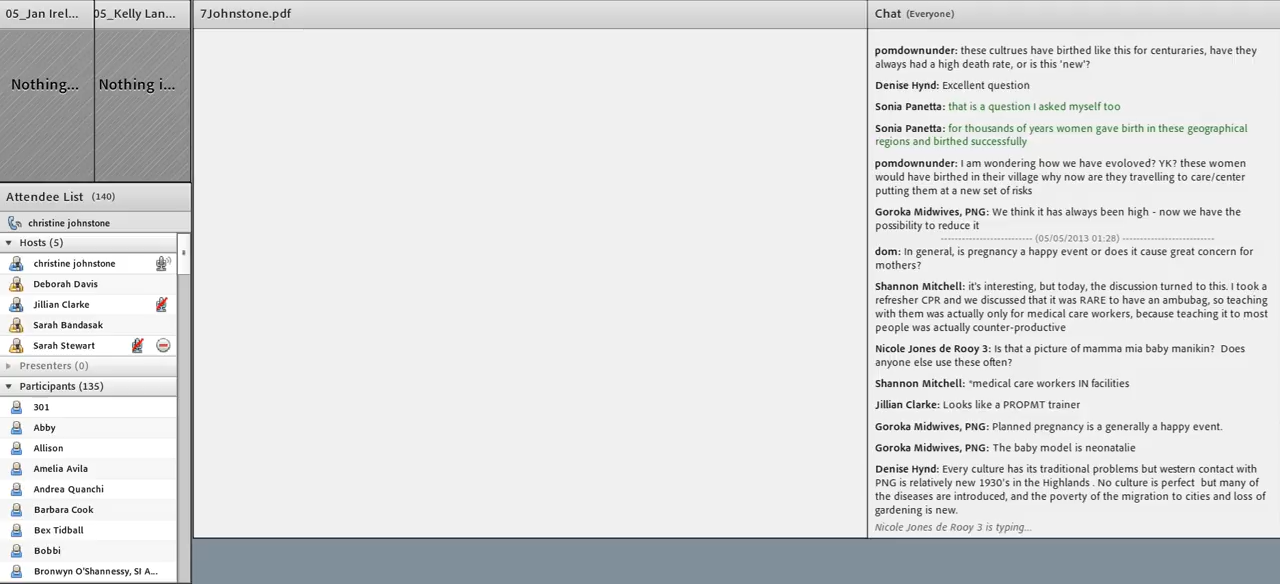 05_Jan Irel...
05_Kelly Lan...
7Johnstone.pdf
Chat (Everyone)
Nothing...
Nothing i...
Attendee List (140)
christine johnstone
Hosts (5)
christine johnstone
Deborah Davis
Jillian Clarke
Sarah Bandasak
Sarah Stewart
Presenters (0)
Participants (135)
301
Abby
Allison
Amelia Avila
Andrea Quanchi
Barbara Cook
Bex Tidball
Bobbi
Bronwyn O'Shannessy, SI A...
pomdownunder: these cultrues have birthed like this for centuraries, have they
always had a high death rate, or is this 'new'?
Denise Hynd: Excellent question
Sonia Panetta: that is a question I asked myself too
Sonia Panetta: for thousands of years women gave birth in these geographical
regions and birthed successfully
pomdownunder: I am wondering how we have evoloved? YK? these women
would have birthed in their village why now are they travelling to care/center
putting them at a new set of risks
Goroka Midwives, PNG: We think it has always been high - now we have the
possibility to reduce it
------------------------- (05/05/2013 01:28) -------------------------
dom: In general, is pregnancy a happy event or does it cause great concern for
mothers?
Shannon Mitchell: it's interesting, but today, the discussion turned to this. I took a
refresher CPR and we discussed that it was RARE to have an ambubag, so teaching
with them was actually only for medical care workers, because teaching it to most
people was actually counter-productive
Nicole Jones de Rooy 3: Is that a picture of mamma mia baby manikin?  Does
anyone else use these often?
Shannon Mitchell: *medical care workers IN facilities
Jillian Clarke: Looks like a PROPMT trainer
Goroka Midwives, PNG: Planned pregnancy is a generally a happy event.
Goroka Midwives, PNG: The baby model is neonatalie
Denise Hynd: Every culture has its traditional problems but western contact with
PNG is relatively new 1930's in the Highlands . No culture is perfect  but many of
the diseases are introduced, and the poverty of the migration to cities and loss of
gardening is new.
Nicole Jones de Rooy 3 is typing...